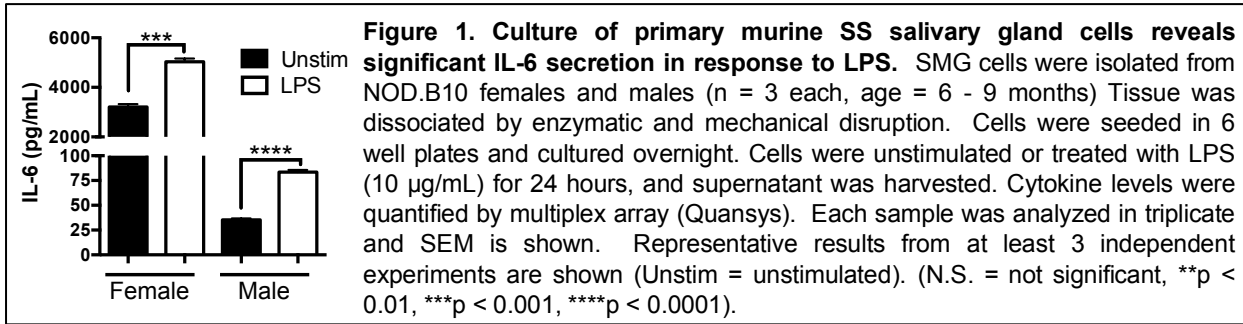 6000
4000
2000
100
75
50
25
0
IL-6 (pg/mL)
***
****
Unstim
LPS
Female
Male
Figure 1. Culture of primary murine SS salivary gland cells reveals
significant IL-6 secretion in response to LPS. SMG cells were isolated from
NOD.B10 females and males (n = 3 each, age = 6 - 9 months) Tissue was
dissociated by enzymatic and mechanical disruption. Cells were seeded in 6
well plates and cultured overnight. Cells were unstimulated or treated with LPS
(10 µg/mL) for 24 hours, and supernatant was harvested. Cytokine levels were
quantified by multiplex array (Quansys). Each sample was analyzed in triplicate
and SEM is shown. Representative results from at least 3 independent
experiments are shown (Unstim = unstimulated). (N.S. = not significant, **p <
0.01, ***p < 0.001, ****p < 0.0001).